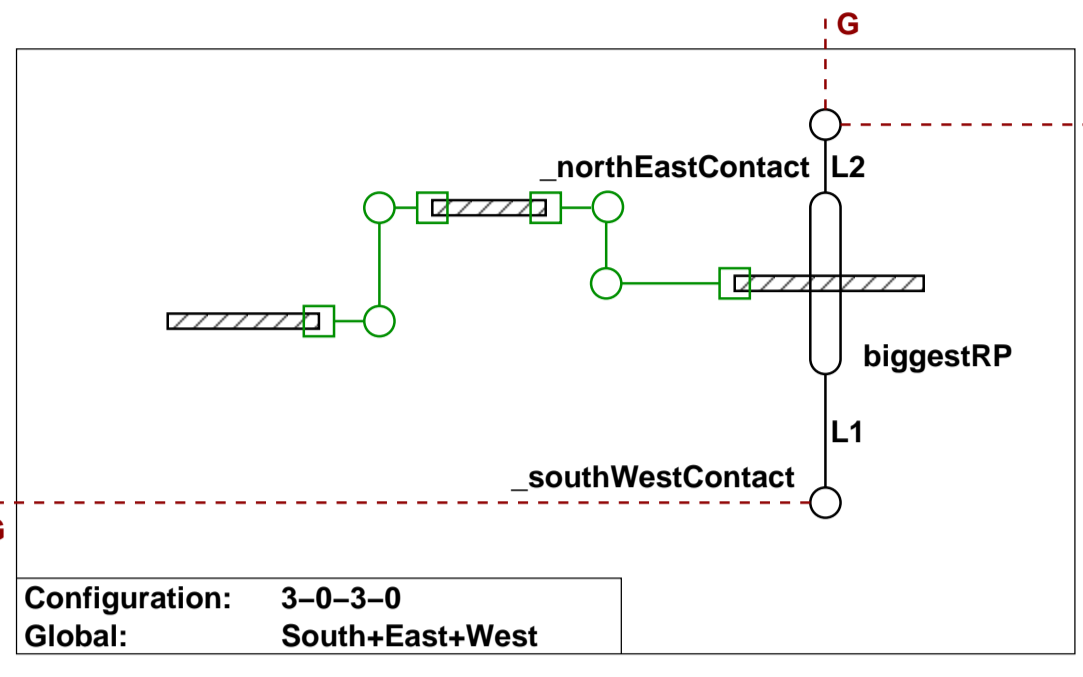 G
_northEastContact L2
biggestRP
L1
_southWestContact
G
Configuration: 3–0–3–0
Global: South+East+West